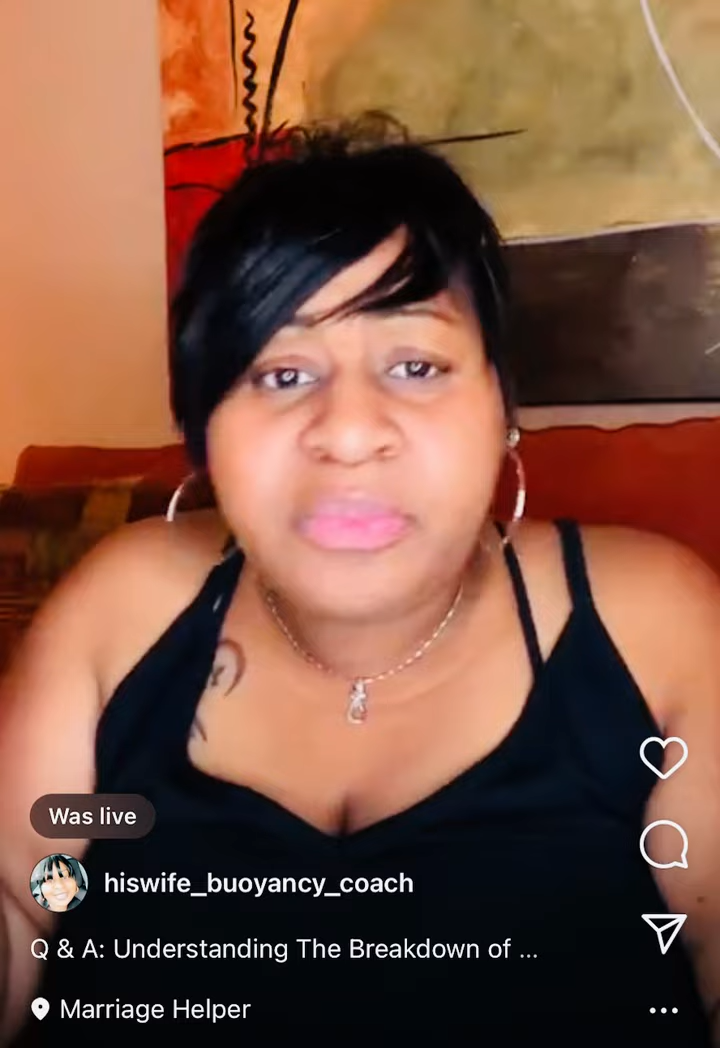 Was live
hiswife_buoyancy_coach
Q & A: Understanding The Breakdown of ...
Marriage Helper